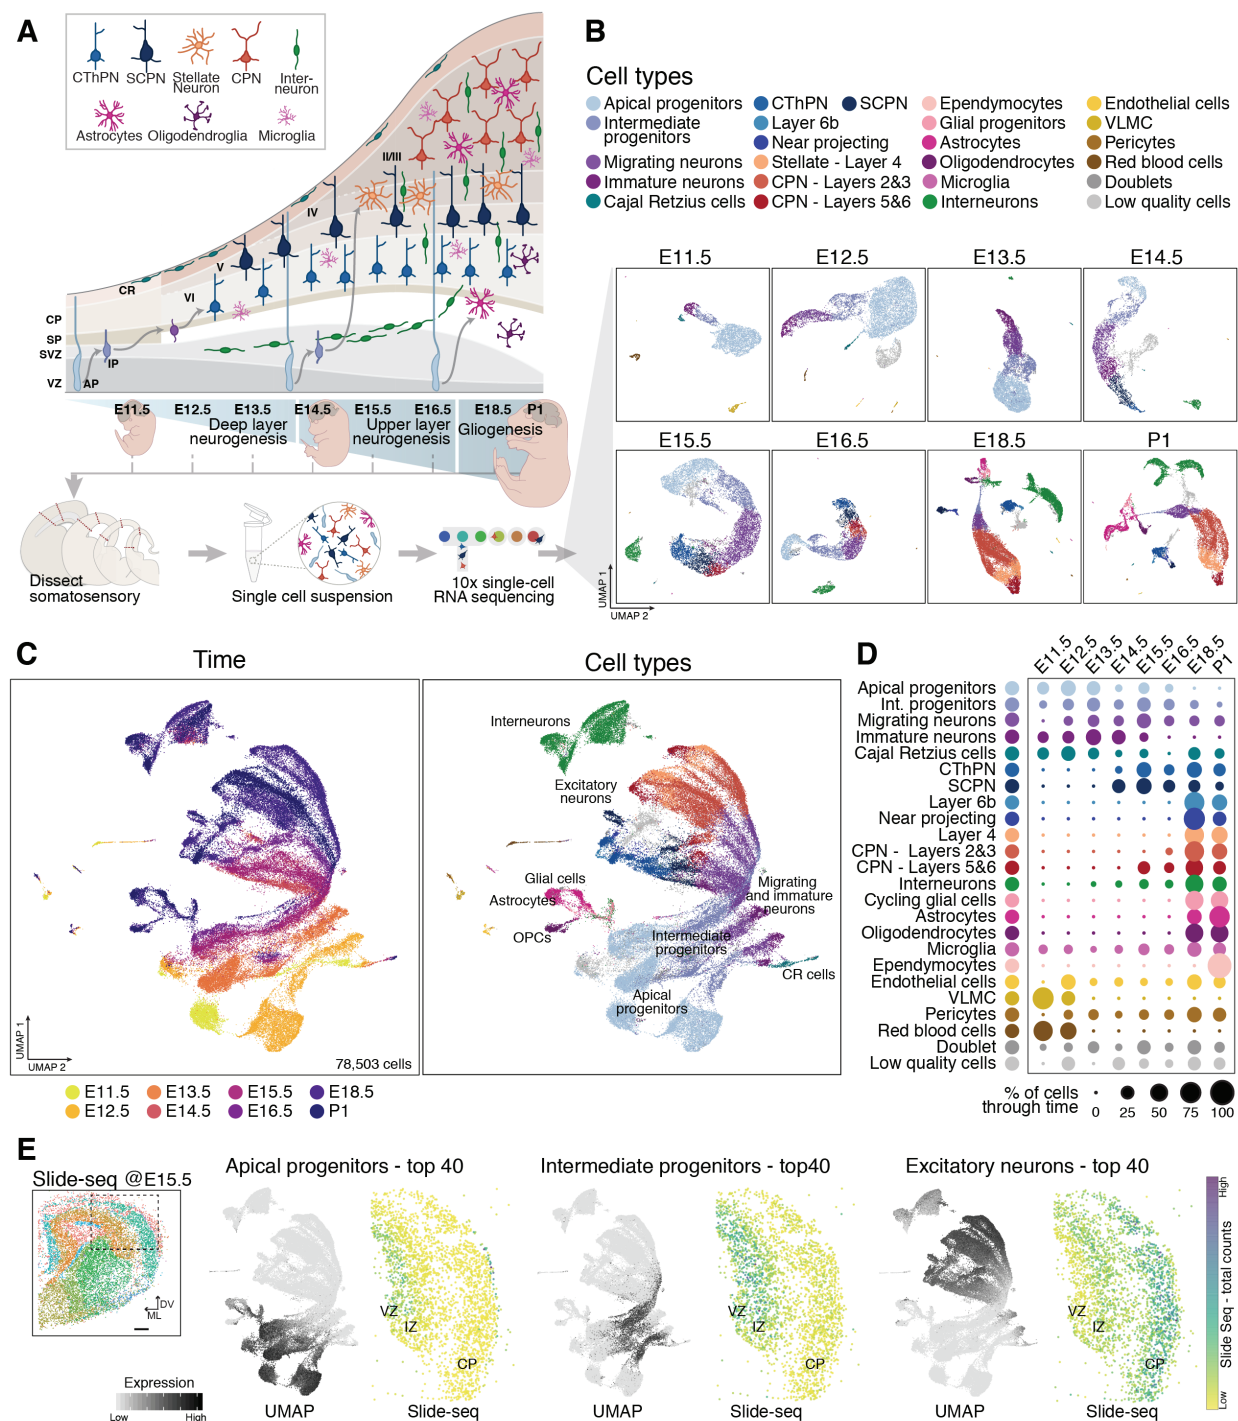 A
CThPN
SCPN
Stellate
Neuron
CPN
Inter-
neuron
Astrocytes
Oligodendroglia
Microglia
II/III
IV
V
VI
CR
CP
SP
SVZ
VZ
IP
AP
E11.5 E12.5 E13.5 E14.5 E15.5 E16.5 E18.5 P1
Deep layer
neurogenesis
Upper layer
neurogenesis
Gliogenesis
Dissect
somatosensory
Single cell suspension
10x single-cell
RNA sequencing
B
Cell types
Apical progenitors
Intermediate
progenitors
Migrating neurons
Immature neurons
Cajal Retzius cells
CThPN
SCPN
Layer 6b
Near projecting
Stellate - Layer 4
CPN - Layers 2&3
CPN - Layers 5&6
Ependymocytes
Glial progenitors
Astrocytes
Oligodendrocytes
Microglia
Interneurons
Endothelial cells
VLMC
Pericytes
Red blood cells
Doublets
Low quality cells
E11.5 E12.5 E13.5 E14.5
E15.5 E16.5 E18.5 P1
UMAP 1
UMAP 2
C
Time
UMAP 1
UMAP 2
78,503 cells
E11.5 E13.5 E15.5 E18.5
E12.5 E14.5 E16.5 P1
Cell types
Interneurons
Excitatory
neurons
Glial cells
Astrocytes
OPCs
Migrating
and immature
neurons
Intermediate
progenitors
CR cells
Apical
progenitors
D
E11.5 E12.5 E13.5 E14.5 E15.5 E16.5 E18.5 P1
Apical progenitors
Int. progenitors
Migrating neurons
Immature neurons
Cajal Retzius cells
CThPN
SCPN
Layer 6b
Near projecting
Layer 4
CPN - Layers 2&3
CPN - Layers 5&6
Interneurons
Cycling glial cells
Astrocytes
Oligodendrocytes
Microglia
Ependymocytes
Endothelial cells
VLMC
Pericytes
Red blood cells
Doublet
Low quality cells
% of cells
through time
0 25 50 75 100
E
Slide-seq @E15.5
DV
ML
Expression
Low High
Apical progenitors - top 40
VZ
IZ
CP
UMAP Slide-seq
Intermediate progenitors - top40
VZ
IZ
CP
UMAP Slide-seq
Excitatory neurons - top 40
VZ
IZ
CP
UMAP Slide-seq
High
Slide Seq - total counts
Low